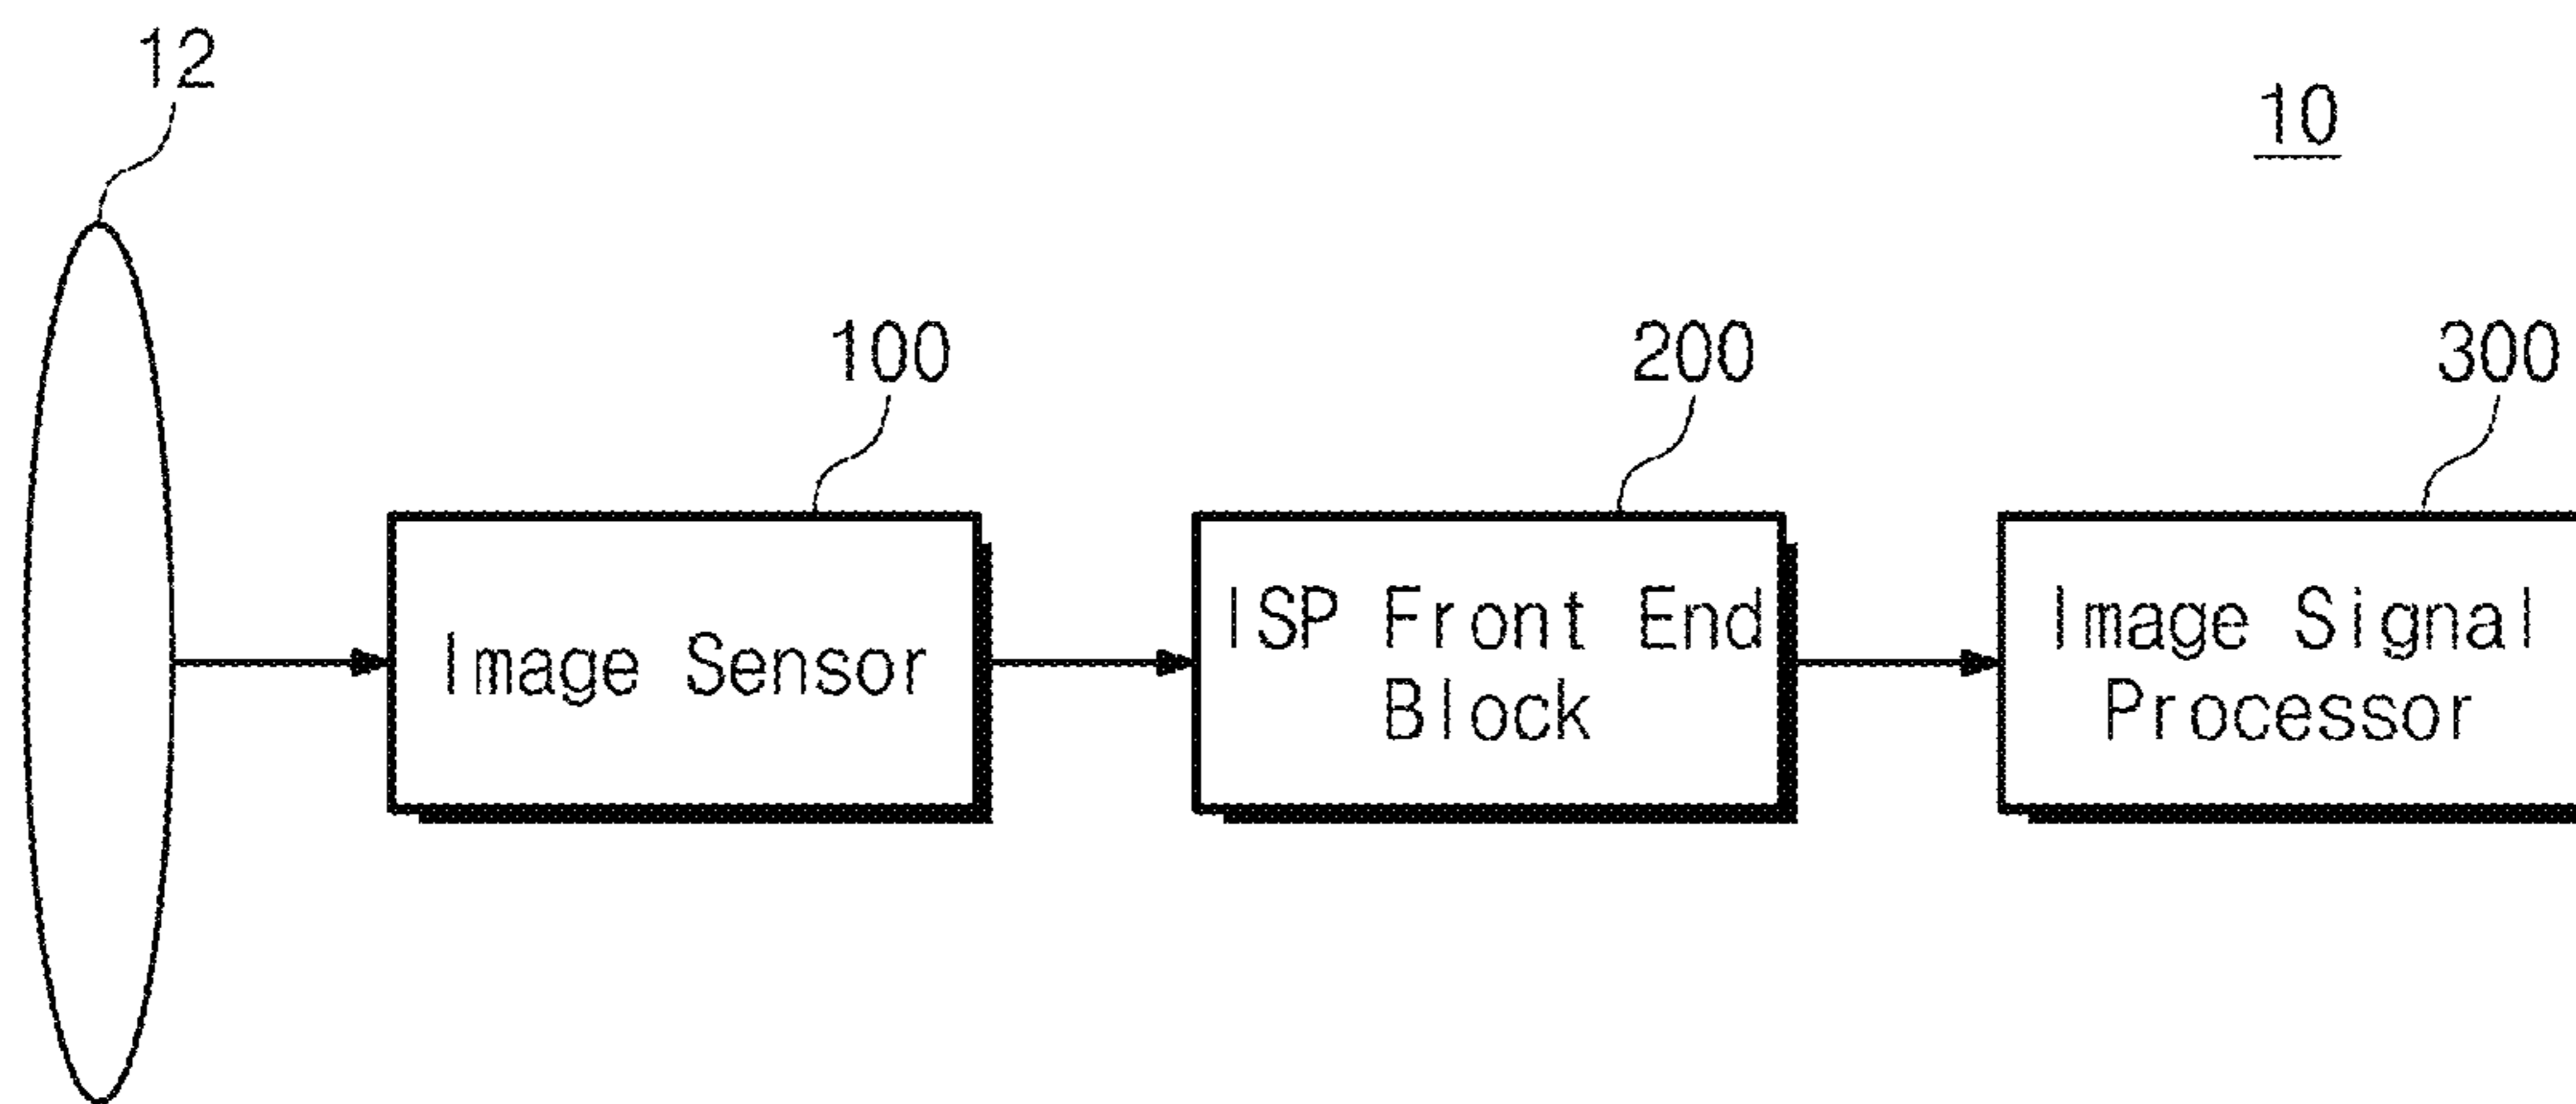 12
10
100
200
300
Image Sensor
ISP Front End
Block
Image Signal
Processor